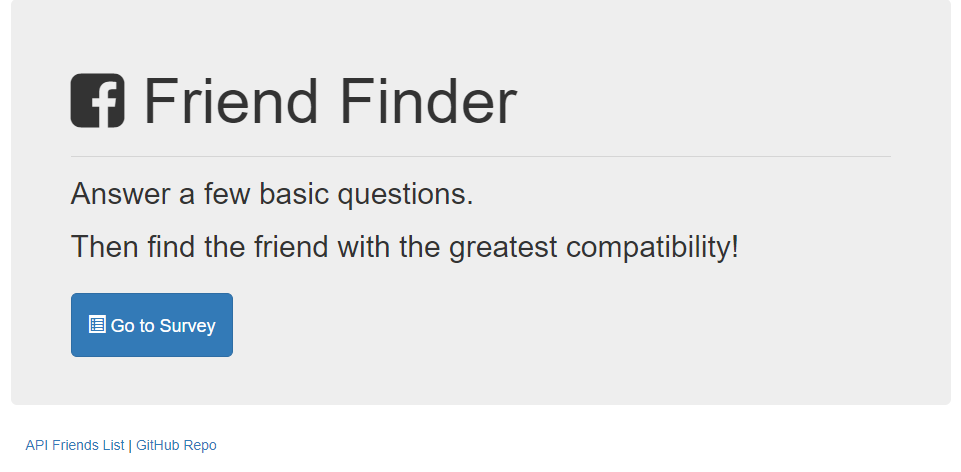 Friend Finder
Answer a few basic questions.
Then find the friend with the greatest compatibility!
Go to Survey
API Friends List | GitHub Repo